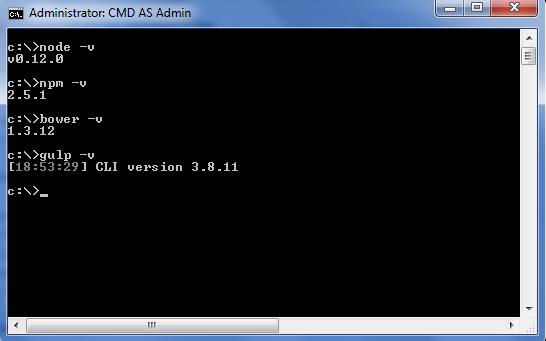 Administrator: CMD AS Admin
c:\>node -v
v0.12.0
c:\>npm -v
2.5.1
c:\>bower -v
1.3.12
c:\>gulp -v
[18:53:29] CLI version 3.8.11
c:\>_